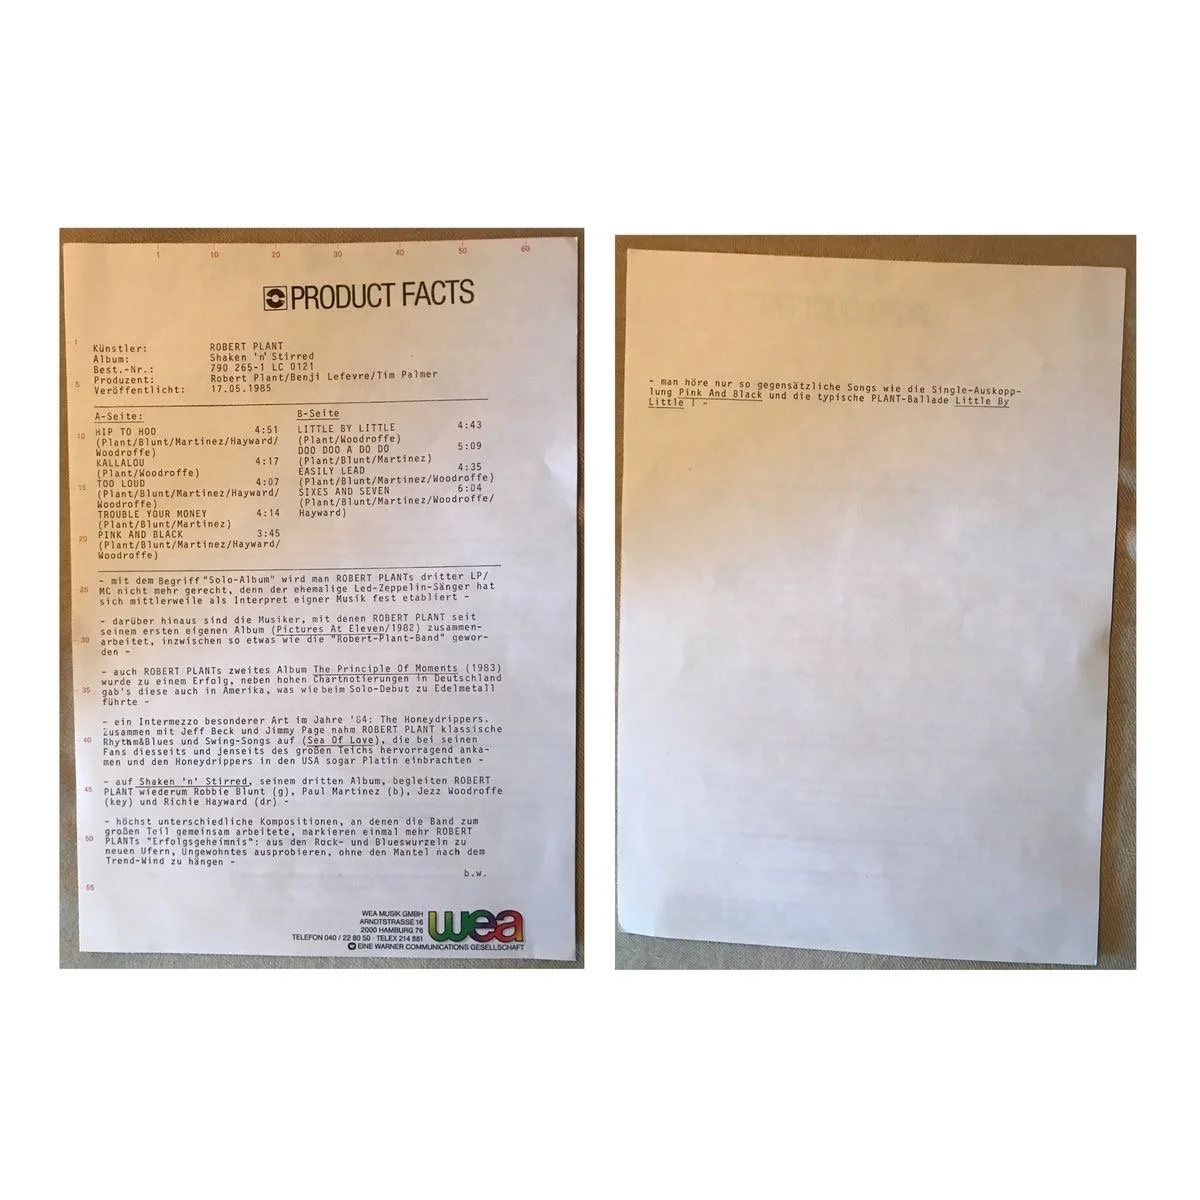 1 10 20 30 40 50 60
PRODUCT FACTS
1
Künstler: ROBERT PLANT
Album: Shaken 'n' Stirred
Best.-Nr.: 790 265-1 LC 0121
5 Produzent: Robert Plant/Benji Lefevre/Tim Palmer
Veröffentlicht: 17.05.1985
A-Seite:
10 HIP TO HOO 4:51
(Plant/Blunt/Martinez/Hayward/
Woodroffe)
KALLALOU 4:17
(Plant/Woodroffe)
TOO LOUD 4:07
15 (Plant/Blunt/Martinez/Hayward/
Woodroffe)
TROUBLE YOUR MONEY 4:14
(Plant/Blunt/Martinez)
20 PINK AND BLACK 3:45
(Plant/Blunt/Martinez/Hayward/
Woodroffe)
B-Seite
LITTLE BY LITTLE 4:43
(Plant/Woodroffe)
DOO DOO A DO DO 5:09
(Plant/Blunt/Martinez)
EASILY LEAD 4:35
(Plant/Blunt/Martinez/Woodroffe)
SIXES AND SEVEN 6:04
(Plant/Blunt/Martinez/Woodroffe/
Hayward)
- mit dem Begriff "Solo-Album" wird man ROBERT PLANTs dritter LP/
25 MC nicht mehr gerecht, denn der ehemalige Led-Zeppelin-Sänger hat
sich mittlerweile als Interpret eigner Musik fest etabliert -
- darüber hinaus sind die Musiker, mit denen ROBERT PLANT seit
seinem ersten eigenen Album (Pictures At Eleven/1982) zusammen-
30 arbeitet, inzwischen so etwas wie die "Robert-Plant-Band" gewor-
den -
- auch ROBERT PLANTs zweites Album The Principle Of Moments (1983)
wurde zu einem Erfolg, neben hohen Chartnotierungen in Deutschland
35 gab's diese auch in Amerika, was wie beim Solo-Debut zu Edelmetall
führte -
- ein Intermezzo besonderer Art im Jahre '84: The Honeydrippers.
Zusammen mit Jeff Beck und Jimmy Page nahm ROBERT PLANT klassische
40 Rhythm&Blues und Swing-Songs auf (Sea Of Love), die bei seinen
Fans diesseits und jenseits des großen Teichs hervorragend anka-
men und den Honeydrippers in den USA sogar Platin einbrachten -
- auf Shaken 'n' Stirred, seinem dritten Album, begleiten ROBERT
45 PLANT wiederum Robbie Blunt (g), Paul Martinez (b), Jezz Woodroffe
(key) und Richie Hayward (dr) -
- höchst unterschiedliche Kompositionen, an denen die Band zum
großen Teil gemeinsam arbeitete, markieren einmal mehr ROBERT
50 PLANTs "Erfolgsgeheimnis": aus den Rock- und Blueswurzeln zu
neuen Ufern, Ungewohntes ausprobieren, ohne den Mantel nach dem
Trend-Wind zu hängen -
b.w.
55
WEA MUSIK GMBH
ARNDTSTRASSE 16
2000 HAMBURG 76
TELEFON 040 / 22 80 50 · TELEX 214 881
wea
EINE WARNER COMMUNICATIONS GESELLSCHAFT
- man höre nur so gegensätzliche Songs wie die Single-Auskopp-
lung Pink And Black und die typische PLANT-Ballade Little By
Little ! -